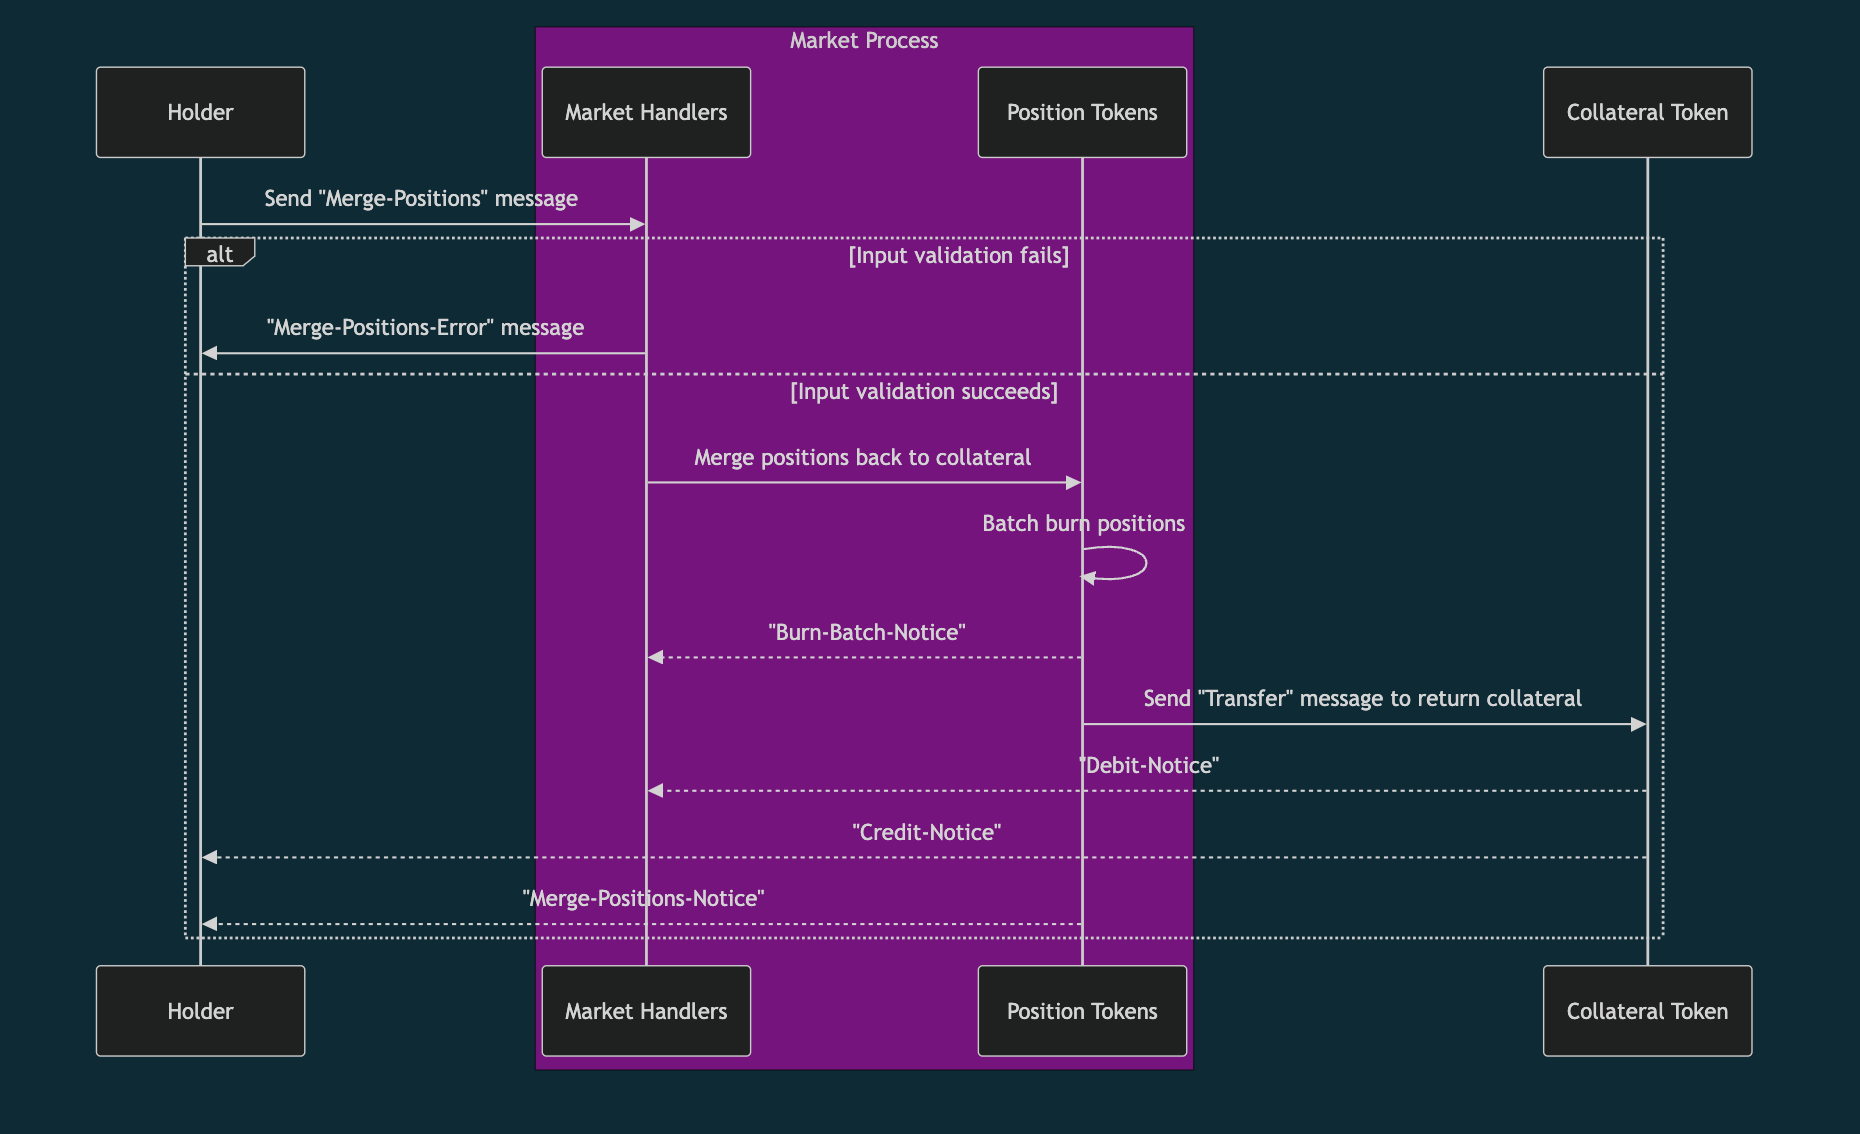 Market Process
Holder
Market Handlers
Position Tokens
Collateral Token
Send "Merge-Positions" message
alt
[Input validation fails]
"Merge-Positions-Error" message
[Input validation succeeds]
Merge positions back to collateral
Batch burn positions
"Burn-Batch-Notice"
Send "Transfer" message to return collateral
"Debit-Notice"
"Credit-Notice"
"Merge-Positions-Notice"
Holder
Market Handlers
Position Tokens
Collateral Token